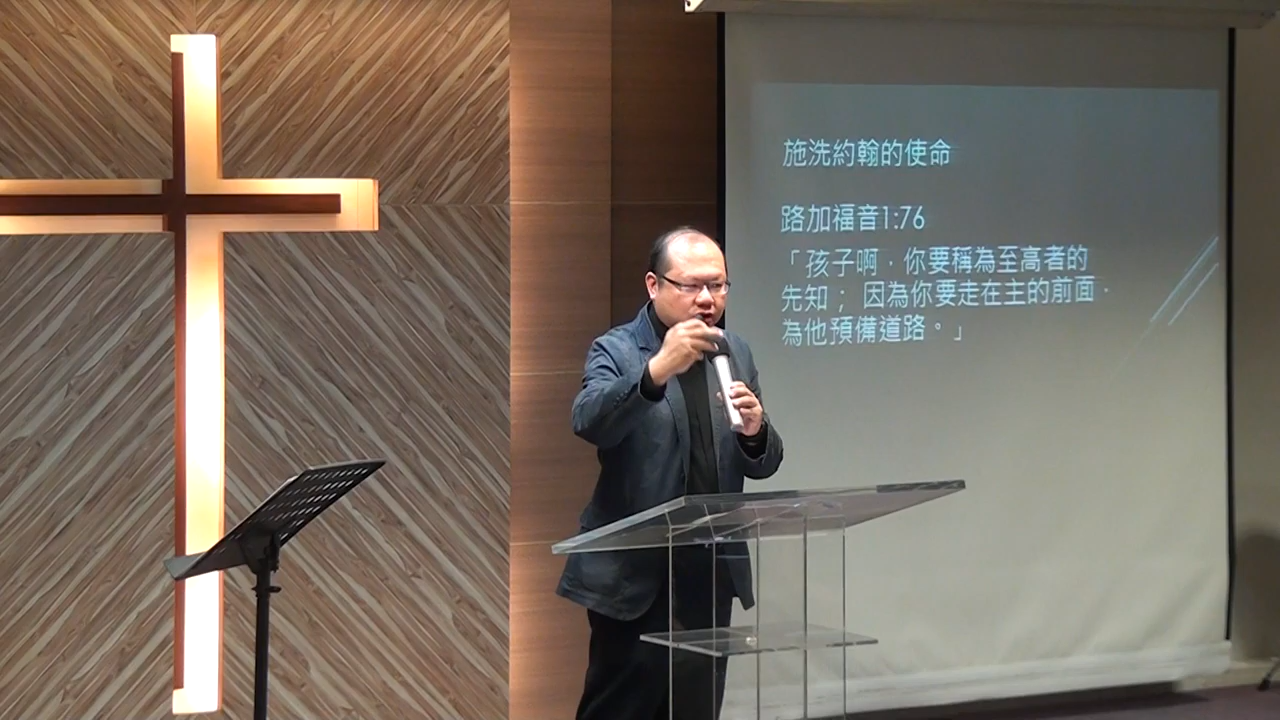 施洗約翰的使命
路加福音1:76
「孩子啊，你要稱為至高者的
先知； 因為你要走在主的前面，
為他預備道路。」